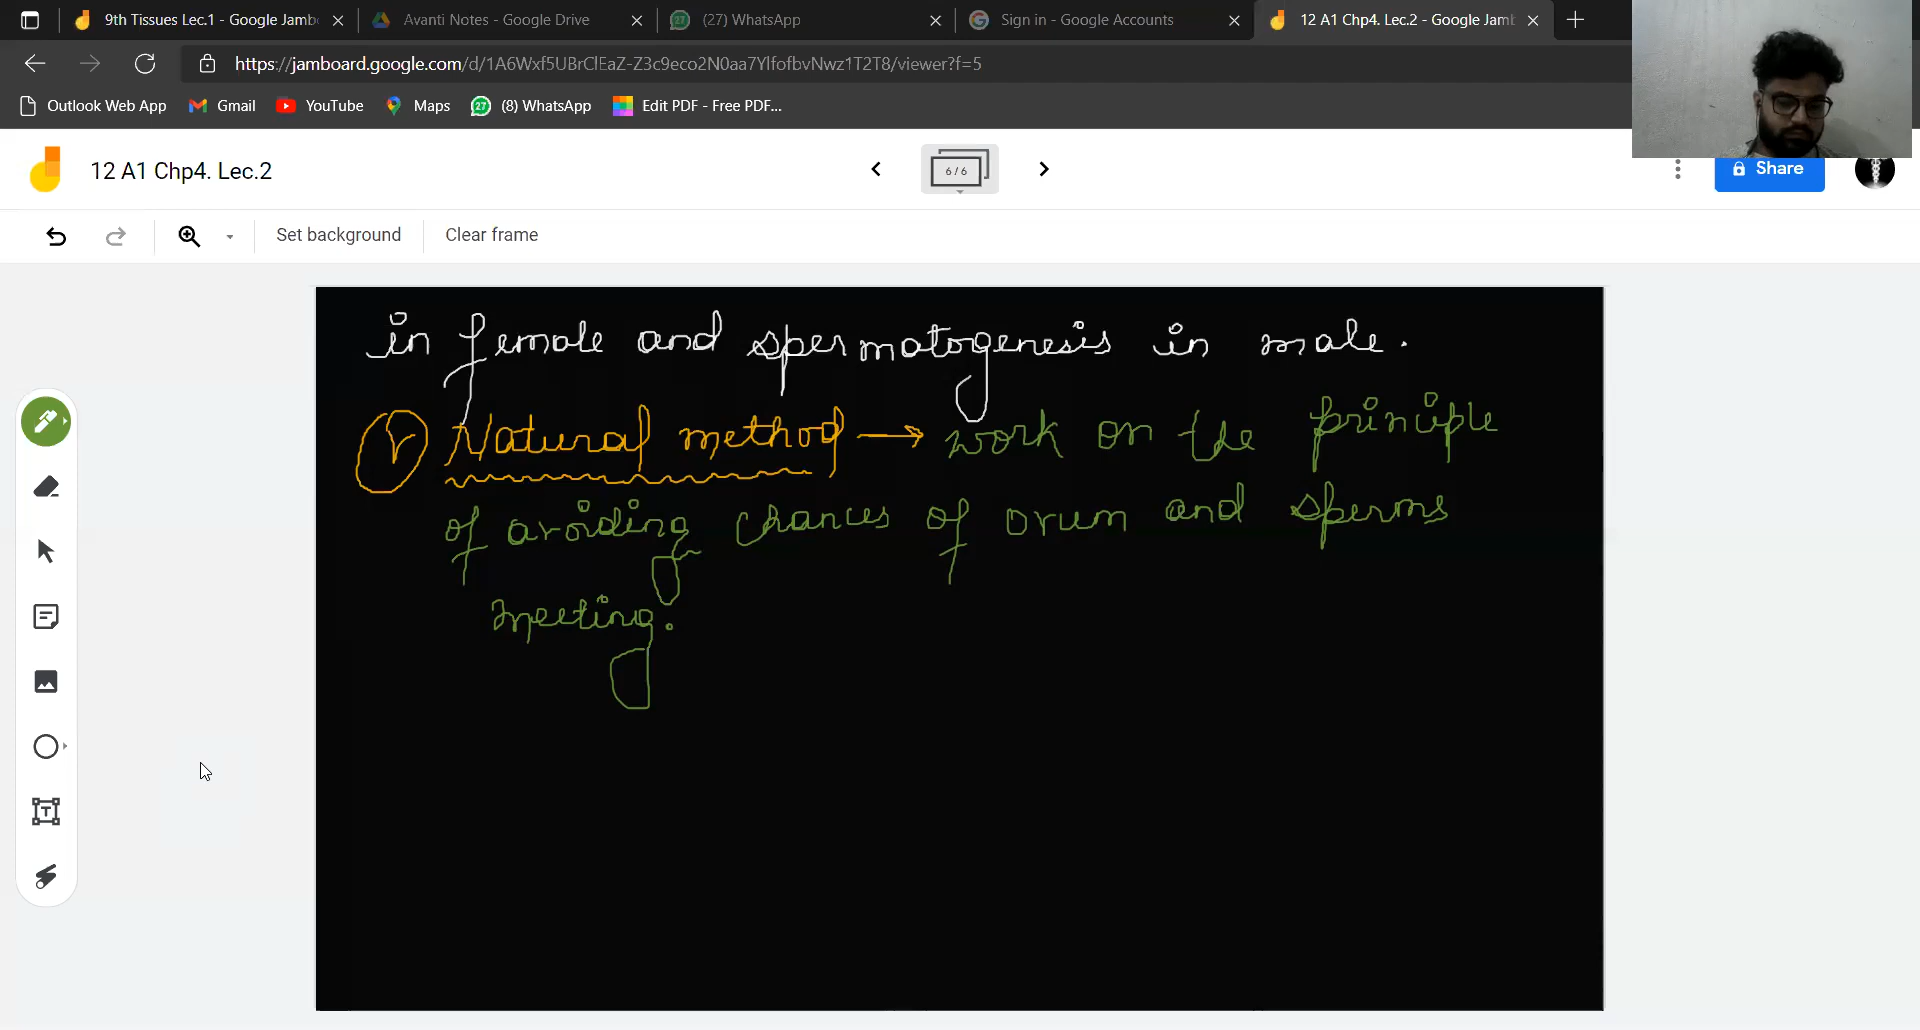 9th Tissues Lec.1 - Google Jambo
Avanti Notes - Google Drive
(27) WhatsApp
Sign in - Google Accounts
12 A1 Chp4. Lec.2 - Google Jamb
https://jamboard.google.com/d/1A6Wxf5UBrClEaZ-Z3c9eco2N0aa7YlfofbvNwz1T2T8/viewer?f=5
Outlook Web App
Gmail
YouTube
Maps
27
(8) WhatsApp
Edit PDF - Free PDF...
12 A1 Chp4. Lec.2
6 / 6
Share
Set background
Clear frame
in female and spermatogenesis in male.
Natural method → work on the principle
of avoiding chances of ovum and sperms
meeting.